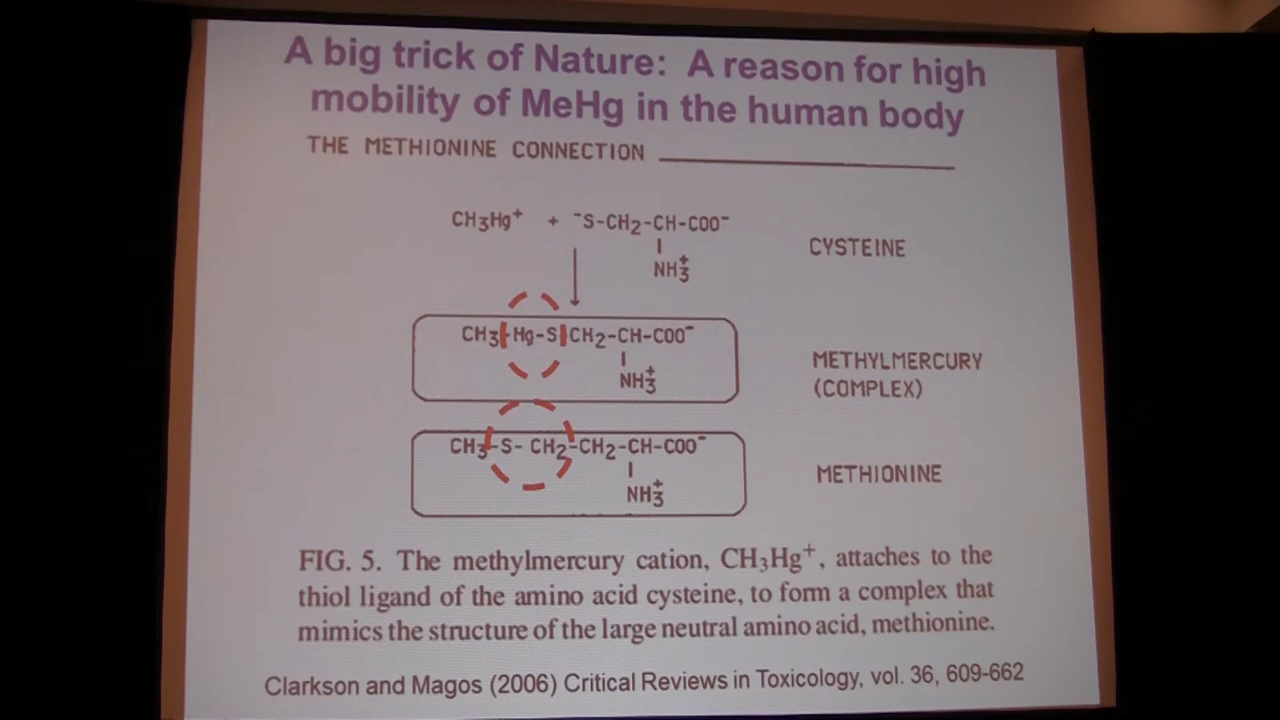 A big trick of Nature: A reason for high
mobility of MeHg in the human body
THE METHIONINE CONNECTION
CH3Hg+ + -S-CH2-CH-COO-
NH3+
CYSTEINE
CH3-Hg-S-CH2-CH-COO-
NH3+
METHYLMERCURY
(COMPLEX)
CH3-S-CH2-CH2-CH-COO-
NH3+
METHIONINE
FIG. 5. The methylmercury cation, CH3Hg+, attaches to the
thiol ligand of the amino acid cysteine, to form a complex that
mimics the structure of the large neutral amino acid, methionine.
Clarkson and Magos (2006) Critical Reviews in Toxicology, vol. 36, 609-662